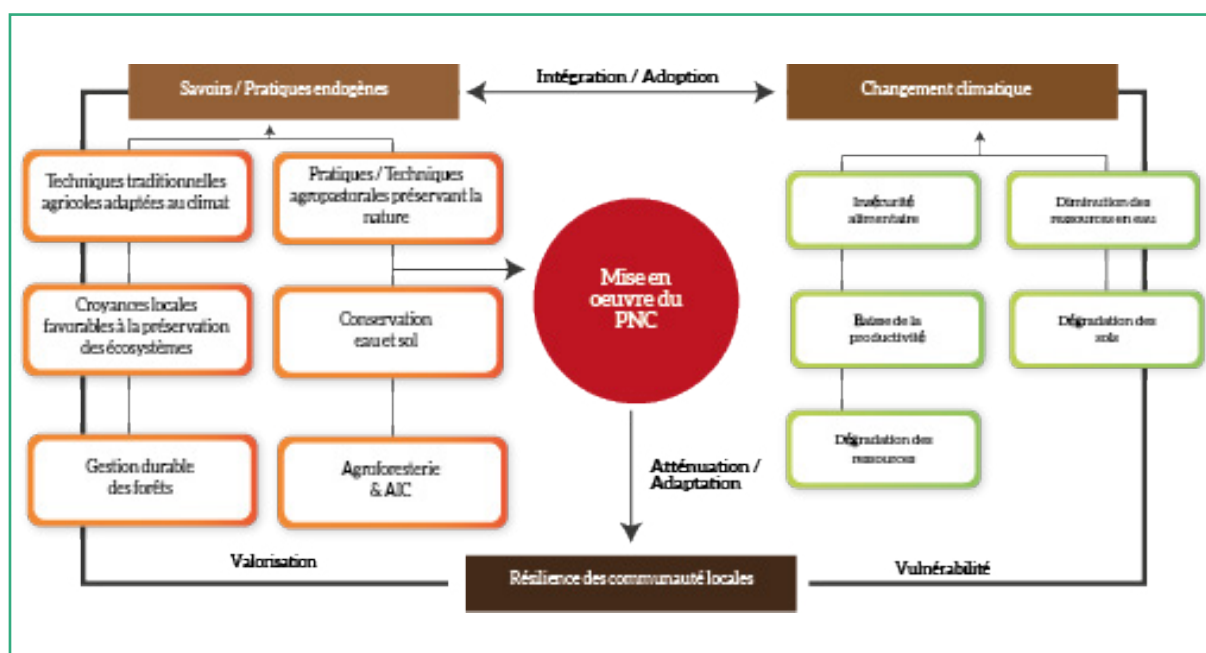 Savoirs / Pratiques endogènes
Intégration / Adoption
Changement climatique
Techniques traditionnelles
agricoles adaptées au climat
Pratiques / Techniques
agropastorales préservant la
nature
Insécurité
alimentaire
Diminution des
ressources en eau
Croyances locales
favorables à la préservation
des écosystèmes
Conservation
eau et sol
Mise en
oeuvre du
PNC
Baisse de la
productivité
Dégradation des
sols
Gestion durable
des forêts
Agroforesterie
& AIC
Atténuation /
Adaptation
Dégradation des
ressources
Valorisation
Résilience des communauté locales
Vulnérabilité